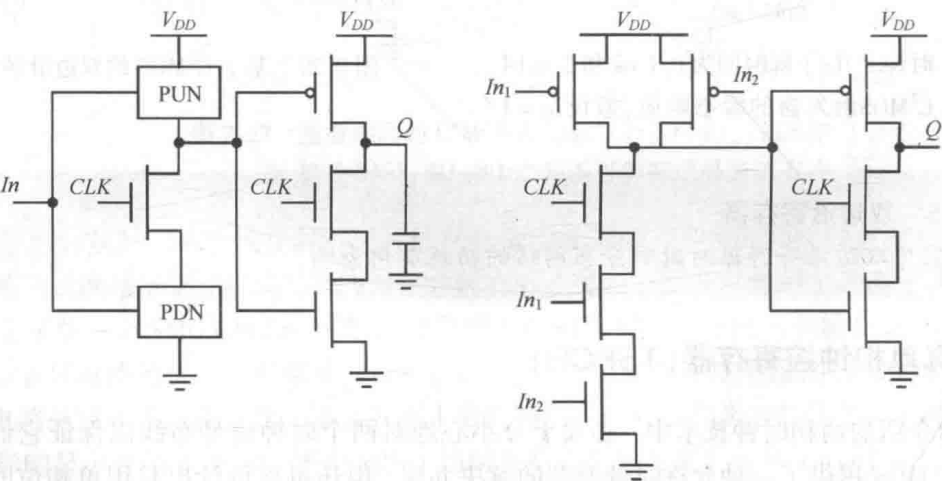 V_DD
V_DD
V_DD
V_DD
PUN
In_1
In_2
Q
Q
In
CLK
CLK
CLK
CLK
PDN
In_1
In_2